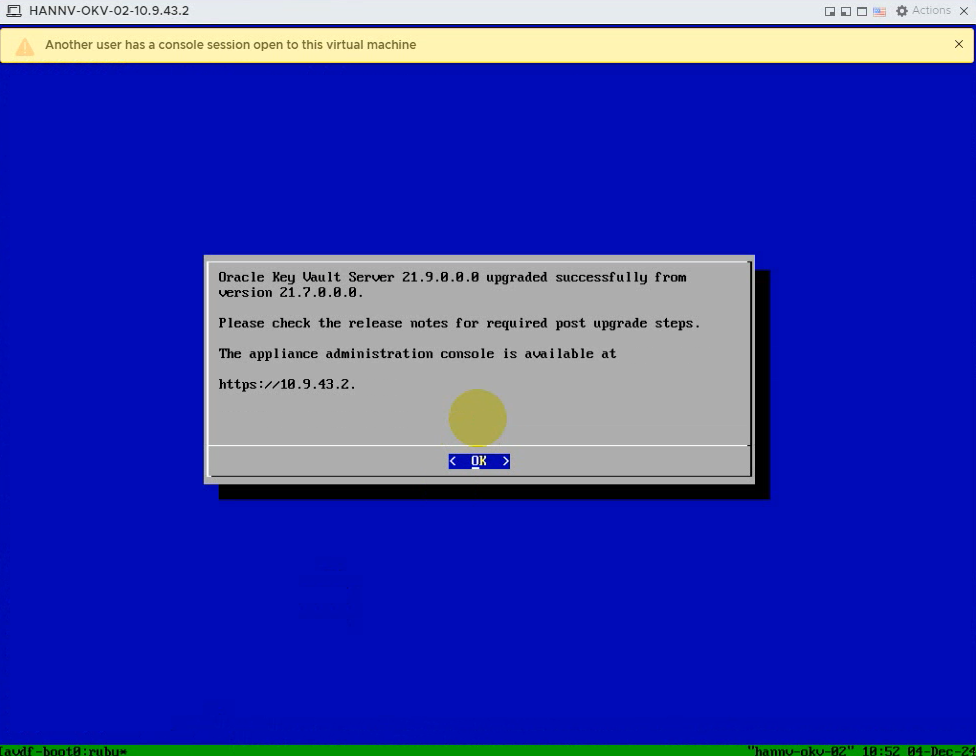 HANNV-OKV-02-10.9.43.2
Actions
Another user has a console session open to this virtual machine
Oracle Key Vault Server 21.9.0.0.0 upgraded successfully from
version 21.7.0.0.0.
Please check the release notes for required post upgrade steps.
The appliance administration console is available at
https://10.9.43.2.
< OK >
[avdf-boot0:ruby*
"hannv-okv-02" 10:52 04-Dec-24